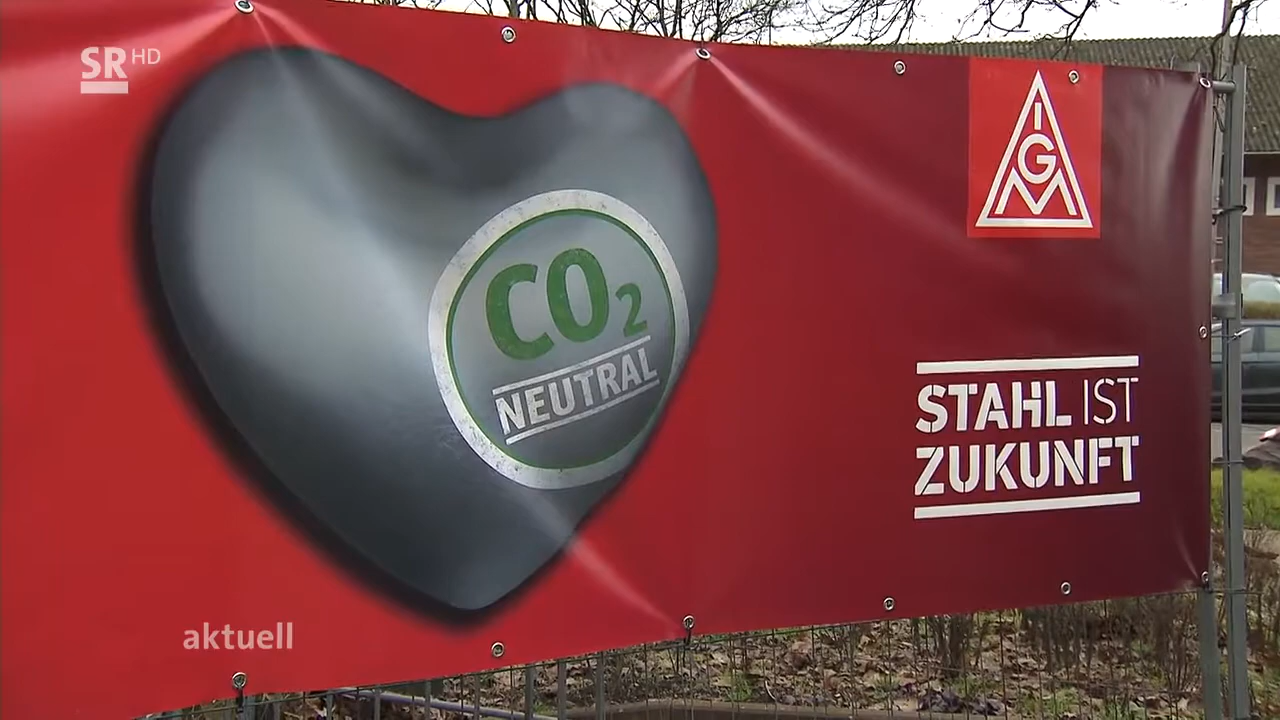 SR HD
IGM
CO₂
NEUTRAL
STAHL IST
ZUKUNFT
aktuell